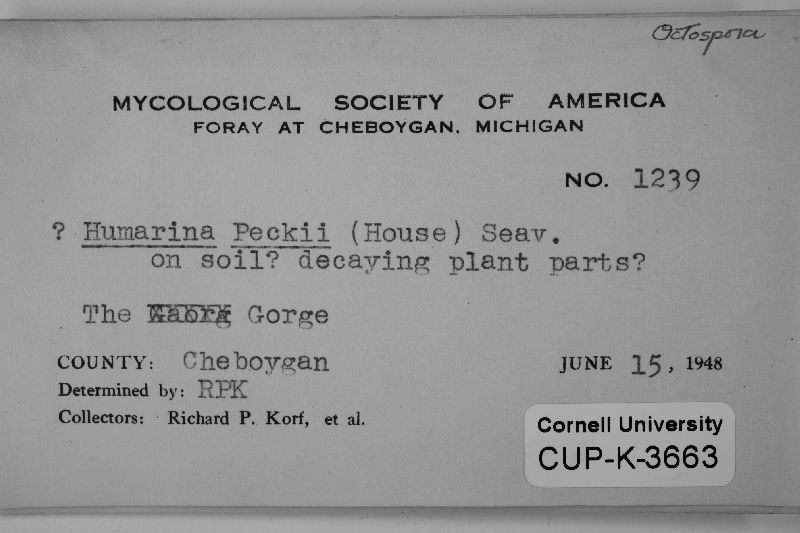 Octospora
MYCOLOGICAL SOCIETY OF AMERICA
FORAY AT CHEBOYGAN, MICHIGAN
NO. 1239
? Humarina Peckii (House) Seav.
on soil? decaying plant parts?
The Gorge
COUNTY: Cheboygan JUNE 15, 1948
Determined by: RPK
Collectors: Richard P. Korf, et al.
Cornell University
CUP-K-3663